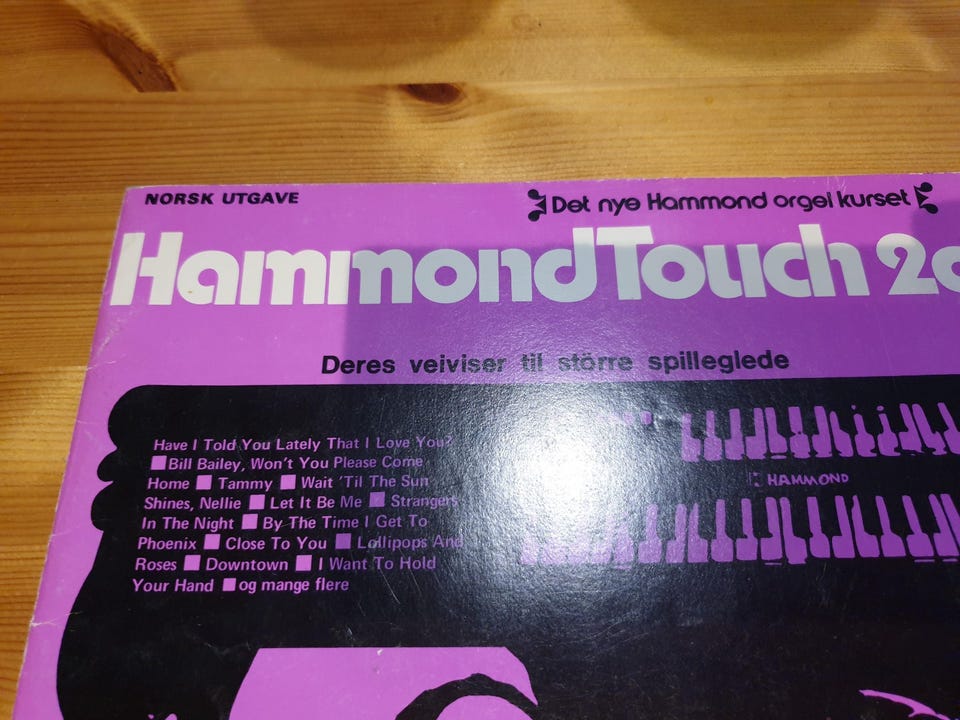 NORSK UTGAVE
Det nye Hammond orgel kurset
Hammond Touch
Deres veiviser til större spilleglede
Have I Told You Lately That I Love You?
■ Bill Bailey, Won't You Please Come
Home ■ Tammy ■ Wait 'Til The Sun
Shines, Nellie ■ Let It Be Me ■ Strangers
In The Night ■ By The Time I Get To
Phoenix ■ Close To You ■ Lollipops And
Roses ■ Downtown ■ I Want To Hold
Your Hand ■ og mange flere
HAMMOND